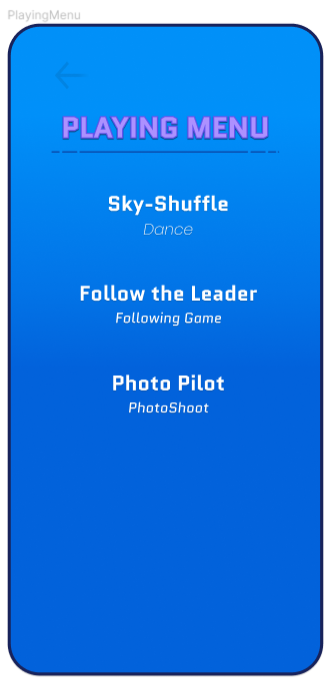 PlayingMenu
PLAYING MENU
Sky-Shuffle
Dance
Follow the Leader
Following Game
Photo Pilot
PhotoShoot